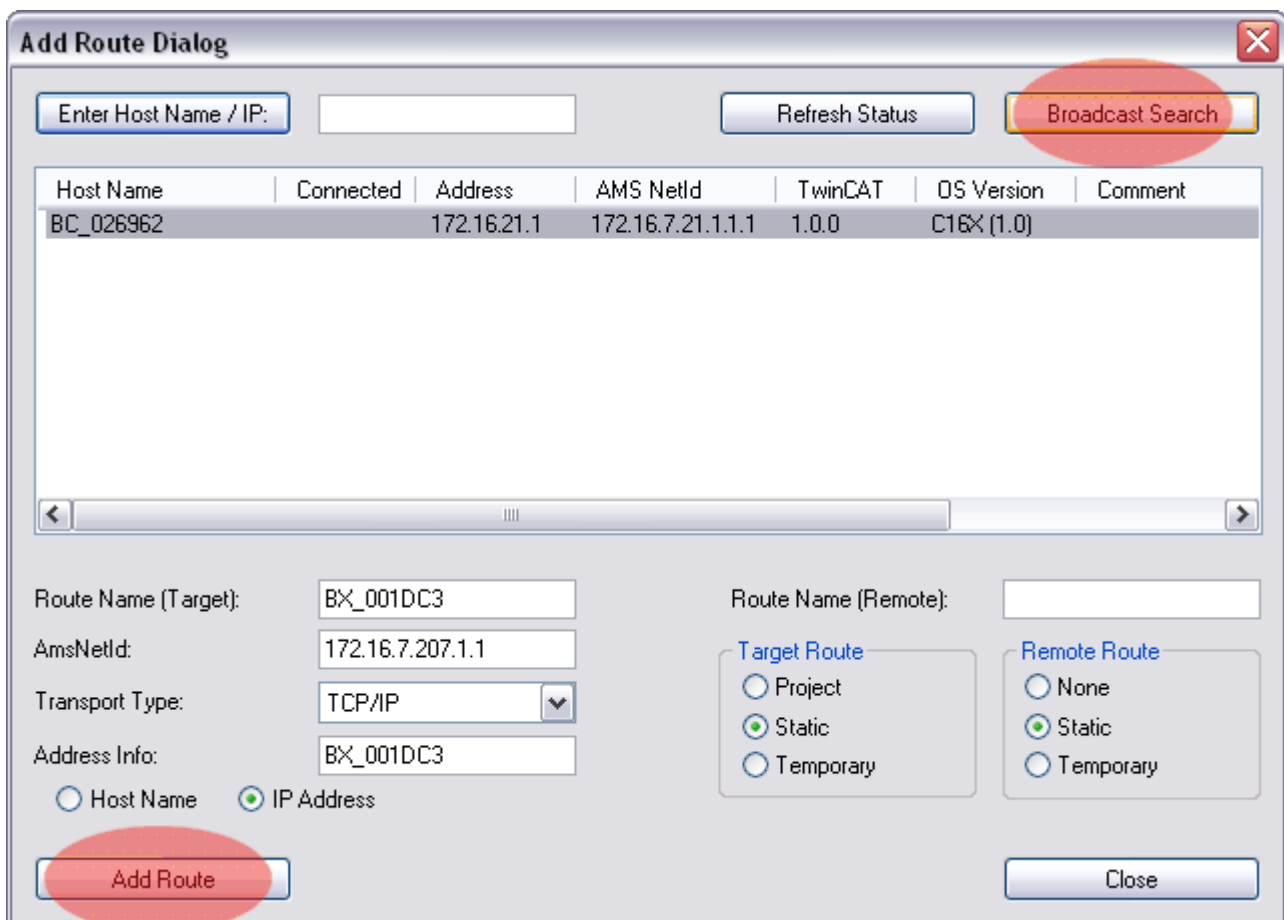 Add Route Dialog
Enter Host Name / IP:
Refresh Status
Broadcast Search
Host Name Connected Address AMS NetId TwinCAT OS Version Comment
BC_026962 172.16.21.1 172.16.7.21.1.1.1 1.0.0 C16X (1.0)
Route Name (Target): BX_001DC3
AmsNetId: 172.16.7.207.1.1
Transport Type: TCP/IP
Address Info: BX_001DC3
Host Name IP Address
Route Name (Remote):
Target Route
Project
Static
Temporary
Remote Route
None
Static
Temporary
Add Route
Close